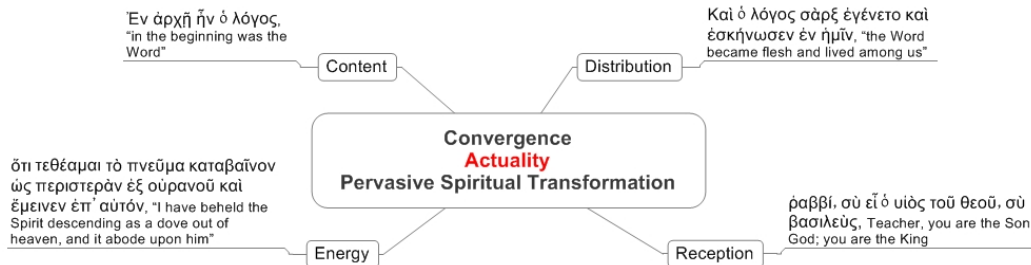 Ἐν ἀρχῇ ἦν ὁ λόγος,
“in the beginning was the
Word”
Content
Καὶ ὁ λόγος σὰρξ ἐγένετο καὶ
ἐσκήνωσεν ἐν ἡμῖν, “the Word
became flesh and lived among us”
Distribution
Convergence
Actuality
Pervasive Spiritual Transformation
ὅτι τεθέαμαι τὸ πνεῦμα καταβαῖνον
ὡς περιστερὰν ἐξ οὐρανοῦ καὶ
ἔμεινεν ἐπ᾽ αὐτόν, “I have beheld the
Spirit descending as a dove out of
heaven, and it abode upon him”
Energy
ῥαββί, σὺ εἶ ὁ υἱὸς τοῦ θεοῦ, σὺ
βασιλεὺς, Teacher, you are the Son
God; you are the King
Reception